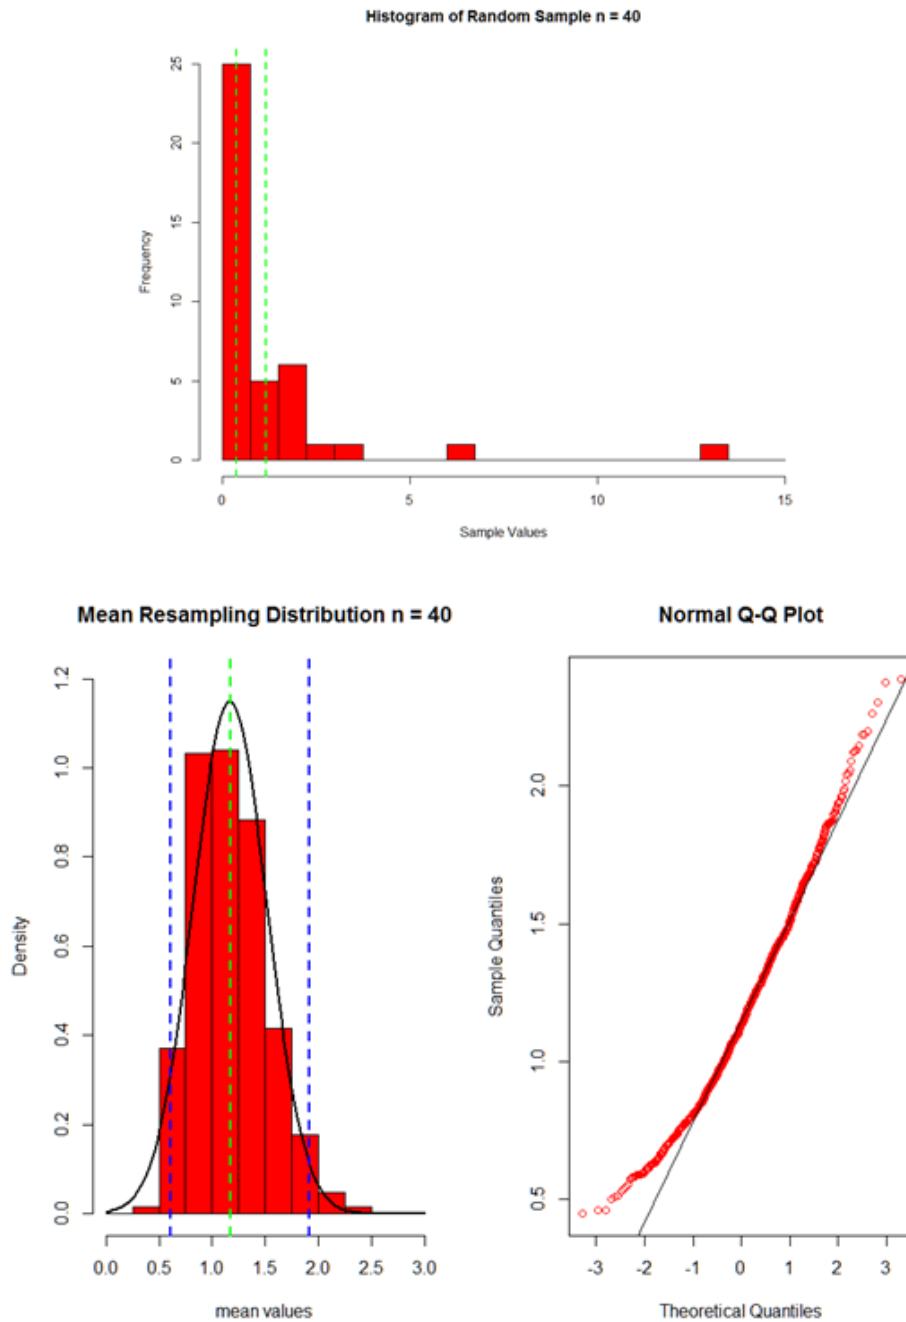 Histogram of Random Sample n = 40
Frequency
25
20
15
10
5
0
0 5 10 15
Sample Values
Mean Resampling Distribution n = 40
Density
1.2
1.0
0.8
0.6
0.4
0.2
0.0
0.0 0.5 1.0 1.5 2.0 2.5 3.0
mean values
Normal Q-Q Plot
Sample Quantiles
2.0
1.5
1.0
0.5
-3 -2 -1 0 1 2 3
Theoretical Quantiles